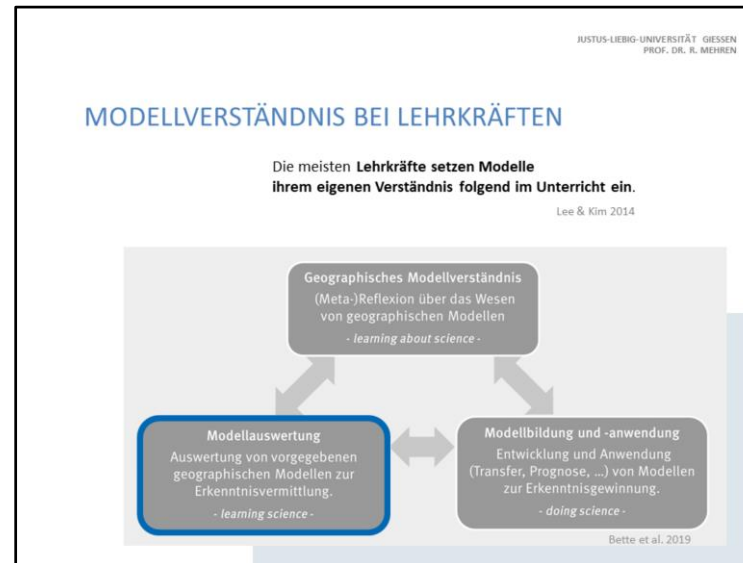 JUSTUS-LIEBIG-UNIVERSITÄT GIESSEN
PROF. DR. R. MEHREN
MODELLVERSTÄNDNIS BEI LEHRKRÄFTEN
Die meisten Lehrkräfte setzen Modelle
ihrem eigenen Verständnis folgend im Unterricht ein.
Lee & Kim 2014
Geographisches Modellverständnis
(Meta-)Reflexion über das Wesen
von geographischen Modellen
- learning about science -
Modellauswertung
Auswertung von vorgegebenen
geographischen Modellen zur
Erkenntnisvermittlung.
- learning science -
Modellbildung und -anwendung
Entwicklung und Anwendung
(Transfer, Prognose, ...) von Modellen
zur Erkenntnisgewinnung.
- doing science -
Bette et al. 2019